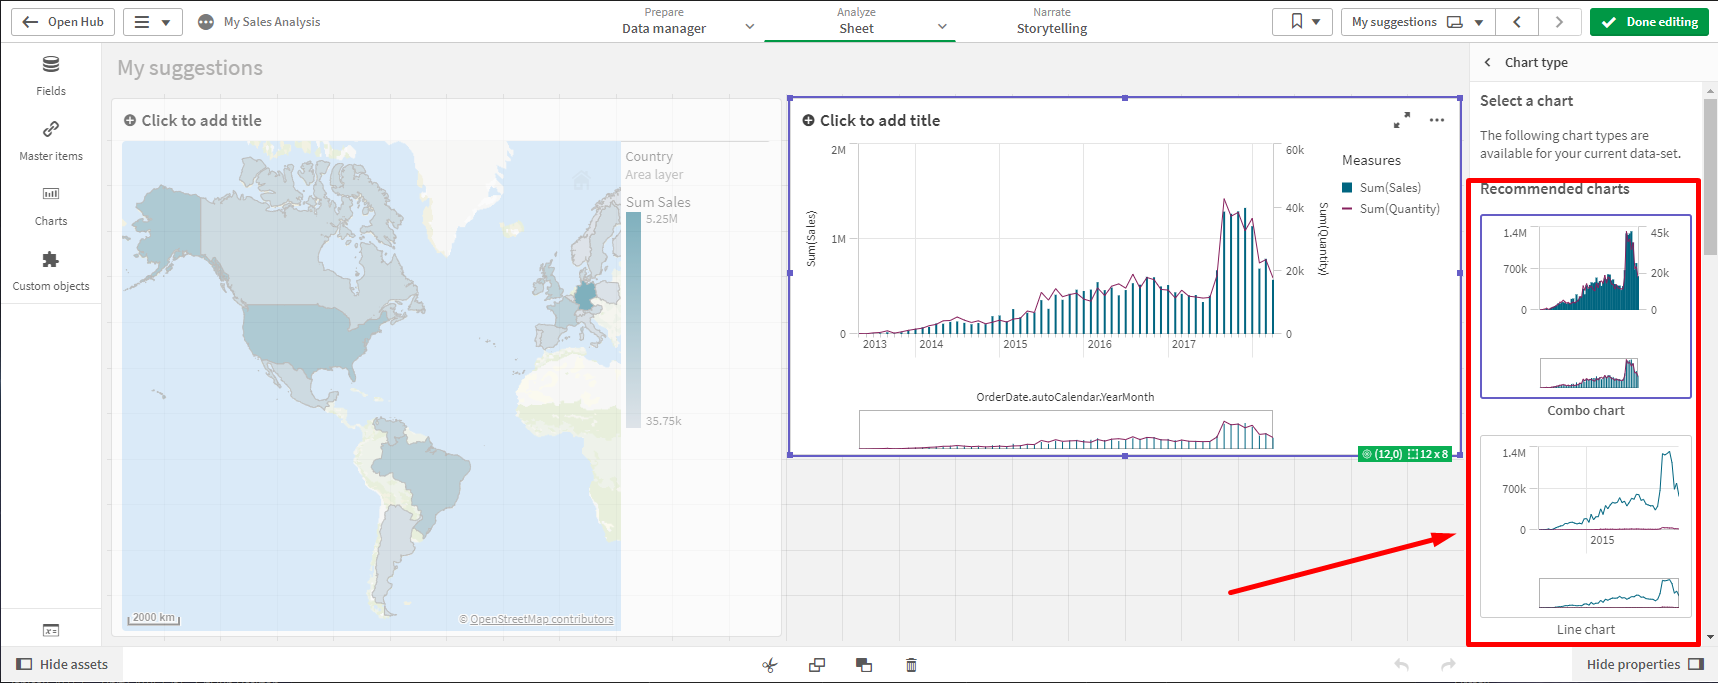 Open Hub
My Sales Analysis
Prepare
Data manager
Analyze
Sheet
Narrate
Storytelling
My suggestions
Done editing
Fields
Master items
Charts
Custom objects
Hide assets
My suggestions
Click to add title
Country
Area layer
Sum Sales
5.25M
35.75k
2000 km
© OpenStreetMap contributors
Click to add title
2M
1M
0
Sum(Sales)
60k
40k
20k
0
Sum(Quantity)
2013
2014
2015
2016
2017
OrderDate.autoCalendar.YearMonth
Measures
Sum(Sales)
Sum(Quantity)
(12,0) 12 x 8
Chart type
Select a chart
The following chart types are
available for your current data-set.
Recommended charts
1.4M
700k
0
45k
20k
0
Combo chart
1.4M
700k
0
2015
Line chart
Hide properties